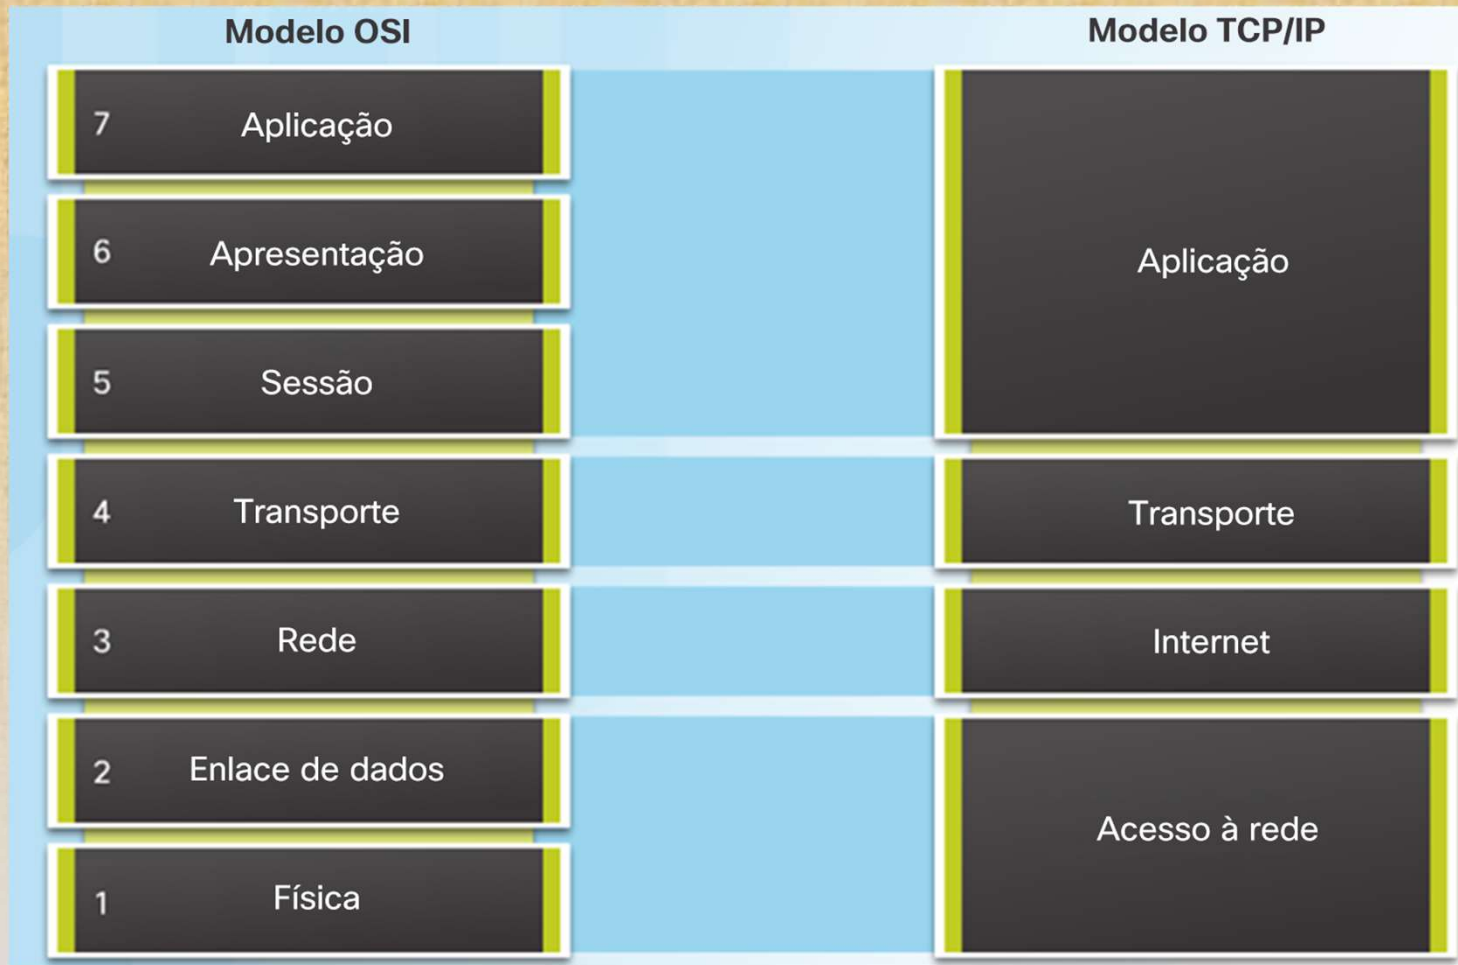 Modelo OSI
Modelo TCP/IP
7 Aplicação
6 Apresentação
5 Sessão
Aplicação
4 Transporte
Transporte
3 Rede
Internet
2 Enlace de dados
1 Física
Acesso à rede